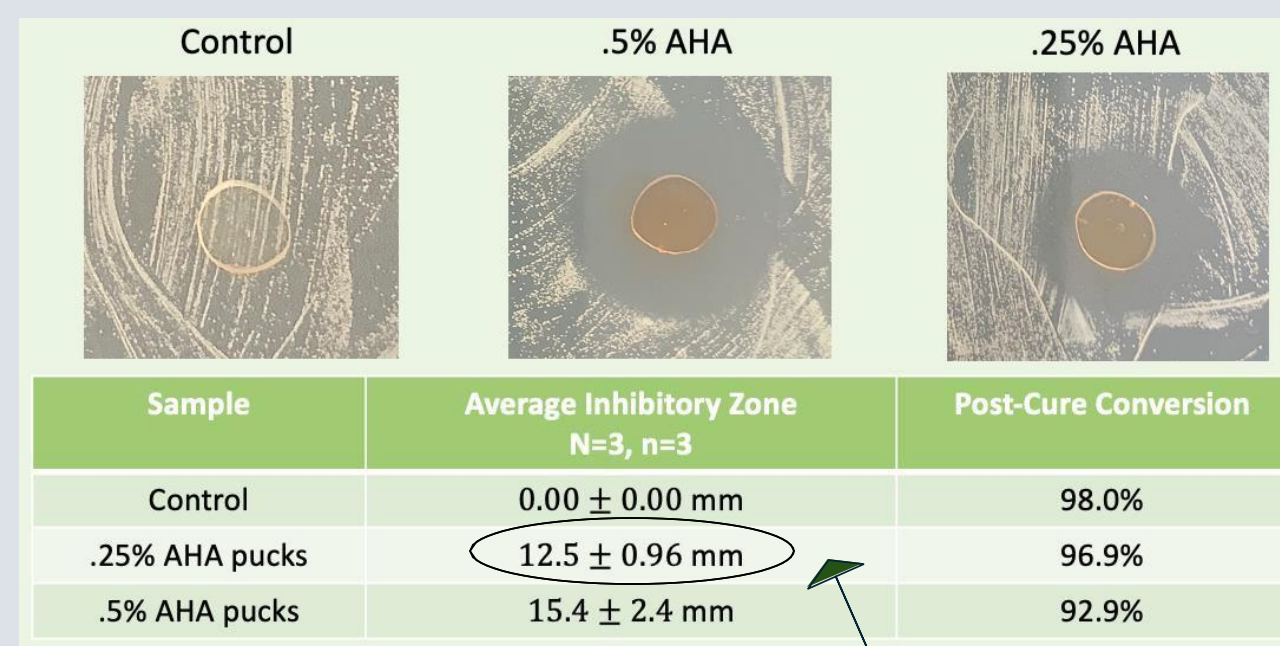 Control .5% AHA .25% AHA
Sample Average Inhibitory Zone Post-Cure Conversion
N=3, n=3
Control 0.00 ± 0.00 mm 98.0%
.25% AHA pucks 12.5 ± 0.96 mm 96.9%
.5% AHA pucks 15.4 ± 2.4 mm 92.9%